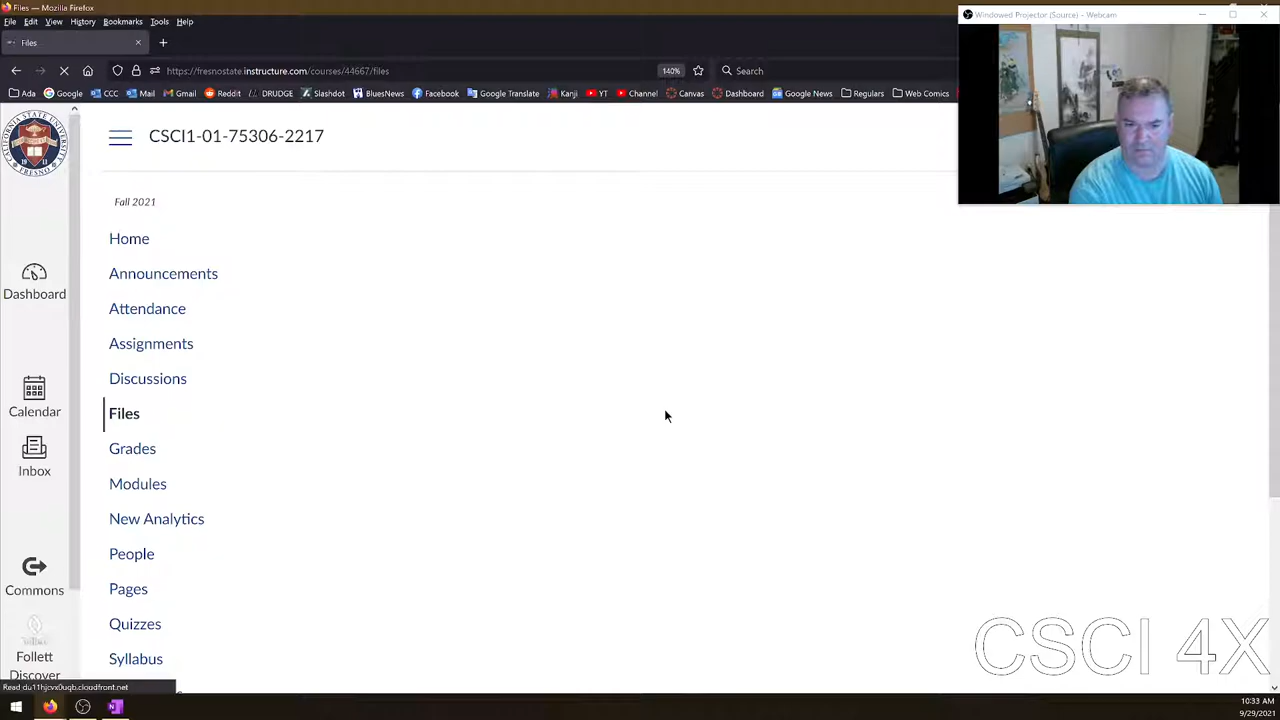 Files — Mozilla Firefox
File Edit View History Bookmarks Tools Help
Files
https://fresnostate.instructure.com/courses/44667/files
140%
Search
Ada Google CCC Mail Gmail Reddit DRUDGE Slashdot BluesNews Facebook Google Translate Kanji YT Channel Canvas Dashboard Google News Regulars Web Comics
Windowed Projector (Source) - Webcam
CSCI1-01-75306-2217
Fall 2021
Home
Announcements
Attendance
Assignments
Discussions
Files
Grades
Modules
New Analytics
People
Pages
Quizzes
Syllabus
Dashboard
Calendar
Inbox
Commons
Follett
Discover
CSCI 4X
10:33 AM
9/29/2021